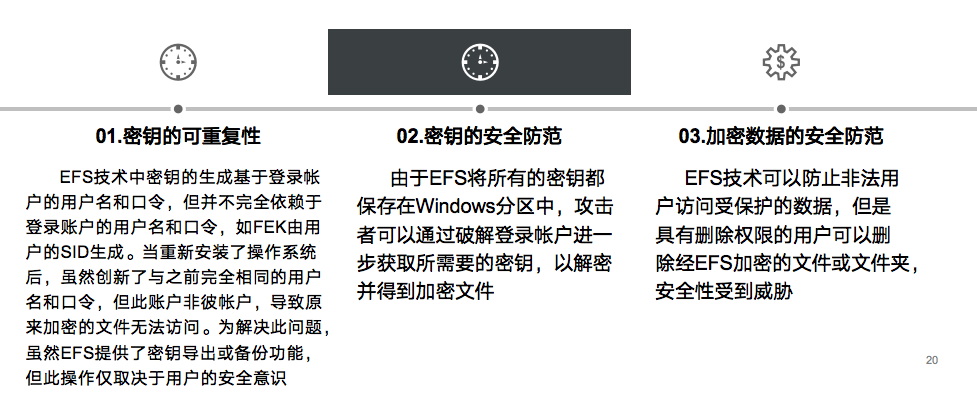 01.密钥的可重复性
EFS技术中密钥的生成基于登录帐
户的用户名和口令，但并不完全依赖于
登录账户的用户名和口令，如FEK由用
户的SID生成。当重新安装了操作系统
后，虽然创新了与之前完全相同的用户
名和口令，但此账户非彼帐户，导致原
来加密的文件无法访问。为解决此问题，
虽然EFS提供了密钥导出或备份功能，
但此操作仅取决于用户的安全意识
02.密钥的安全防范
由于EFS将所有的密钥都
保存在Windows分区中，攻击
者可以通过破解登录帐户进一
步获取所需要的密钥，以解密
并得到加密文件
03.加密数据的安全防范
EFS技术可以防止非法用
户访问受保护的数据，但是
具有删除权限的用户可以删
除经EFS加密的文件或文件夹，
安全性受到威胁
$
20